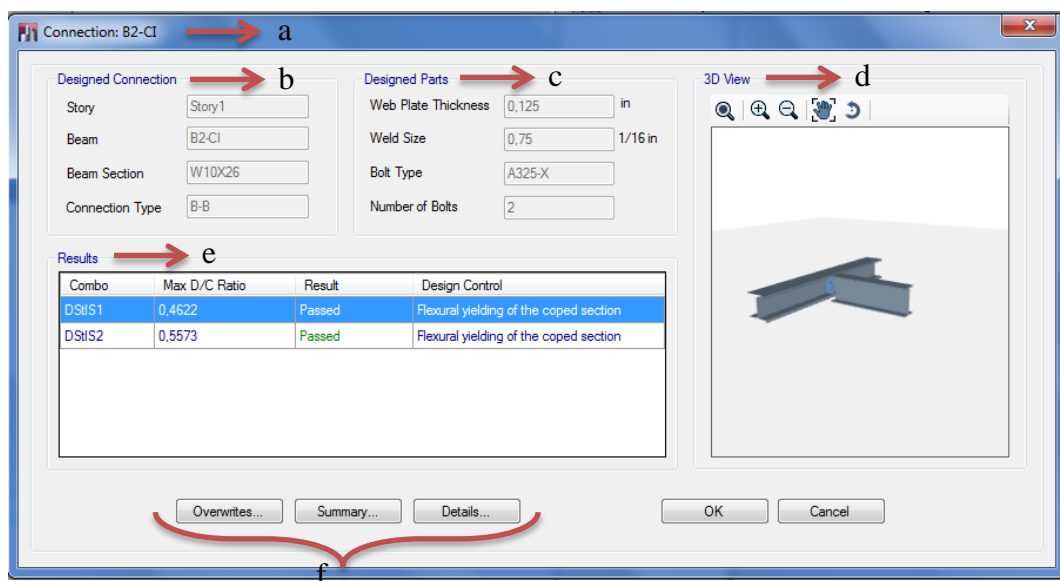 Connection: B2-CI a
Designed Connection b
Story Story1
Beam B2-CI
Beam Section W10X26
Connection Type B-B
Designed Parts c
Web Plate Thickness 0,125 in
Weld Size 0,75 1/16 in
Bolt Type A325-X
Number of Bolts 2
3D View d
Results e
Combo Max D/C Ratio Result Design Control
DStlS1 0,4622 Passed Flexural yielding of the coped section
DStlS2 0,5573 Passed Flexural yielding of the coped section
Overwrites... Summary... Details... OK Cancel
f